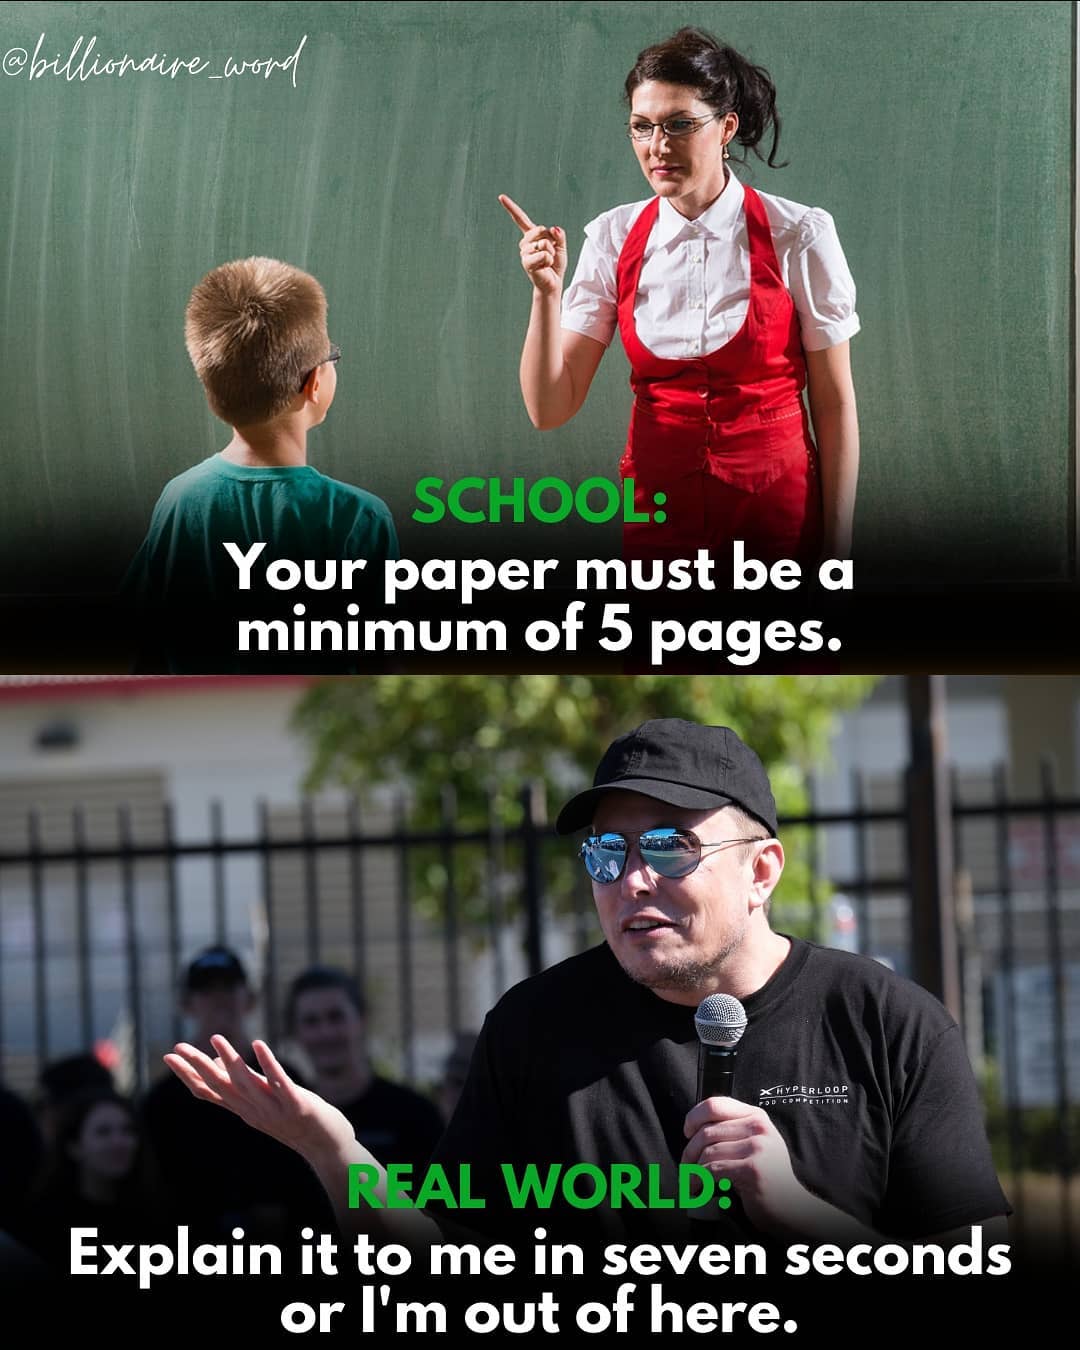 @billionaire_word
SCHOOL:
Your paper must be a
minimum of 5 pages.
HYPERLOOP
POD COMPETITION
REAL WORLD:
Explain it to me in seven seconds
or I'm out of here.